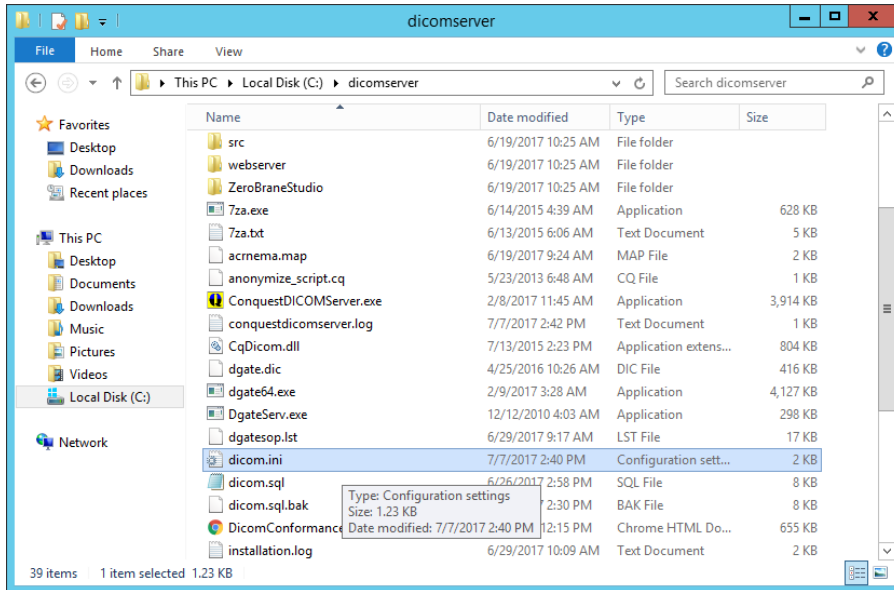 dicomserver
File Home Share View
This PC Local Disk (C:) dicomserver Search dicomserver
Name Date modified Type Size
Favorites
Desktop
Downloads
Recent places
This PC
Desktop
Documents
Downloads
Music
Pictures
Videos
Local Disk (C:)
Network
src 6/19/2017 10:25 AM File folder
webserver 6/19/2017 10:25 AM File folder
ZeroBraneStudio 6/19/2017 10:25 AM File folder
7za.exe 6/14/2015 4:39 AM Application 628 KB
7za.txt 6/13/2015 6:06 AM Text Document 5 KB
acrnema.map 6/19/2017 9:24 AM MAP File 2 KB
anonymize_script.cq 5/23/2013 6:48 AM CQ File 1 KB
ConquestDICOMServer.exe 2/8/2017 11:45 AM Application 3,914 KB
conquestdicomserver.log 7/7/2017 2:42 PM Text Document 1 KB
CqDicom.dll 7/13/2015 2:23 PM Application extens... 804 KB
dgate.dic 4/25/2016 10:26 AM DIC File 416 KB
dgate64.exe 2/9/2017 3:28 AM Application 4,127 KB
DgateServ.exe 12/12/2010 4:03 AM Application 298 KB
dgatesop.lst 6/29/2017 9:17 AM LST File 17 KB
dicom.ini 7/7/2017 2:40 PM Configuration sett... 2 KB
dicom.sql 6/26/2017 2:58 PM SQL File 8 KB
dicom.sql.bak 2:30 PM BAK File 8 KB
DicomConformance 12:15 PM Chrome HTML Do... 655 KB
installation.log 6/29/2017 10:09 AM Text Document 2 KB
Type: Configuration settings
Size: 1.23 KB
Date modified: 7/7/2017 2:40 PM
39 items 1 item selected 1.23 KB